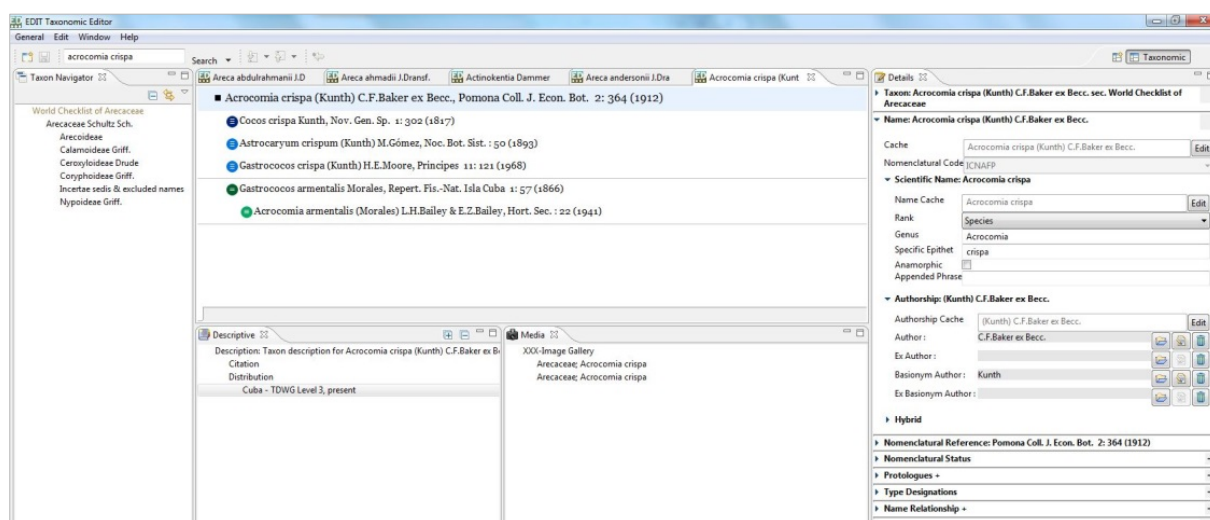 EDIT Taxonomic Editor
General Edit Window Help
acrocomia crispa Search
Taxonomic
Taxon Navigator
World Checklist of Arecaceae
Arecaceae Schultz Sch.
Arecoideae
Calamoideae Griff.
Ceroxyloideae Drude
Coryphoideae Griff.
Incertae sedis & excluded names
Nypoideae Griff.
Areca abdulrahmanii J.D Areca ahmadii J.Dransf. Actinokentia Dammer Areca andersonii J.Dra Acrocomia crispa (Kunt
Acrocomia crispa (Kunth) C.F.Baker ex Becc., Pomona Coll. J. Econ. Bot. 2: 364 (1912)
Cocos crispa Kunth, Nov. Gen. Sp. 1: 302 (1817)
Astrocaryum crispum (Kunth) M.Gómez, Noc. Bot. Sist. : 50 (1893)
Gastrococos crispa (Kunth) H.E.Moore, Principes 11: 121 (1968)
Gastrococos armentalis Morales, Repert. Fis.-Nat. Isla Cuba 1: 57 (1866)
Acrocomia armentalis (Morales) L.H.Bailey & E.Z.Bailey, Hort. Sec. : 22 (1941)
Descriptive
Description: Taxon description for Acrocomia crispa (Kunth) C.F.Baker ex B
Citation
Distribution
Cuba - TDWG Level 3, present
Media
XXX-Image Gallery
Arecaceae; Acrocomia crispa
Arecaceae; Acrocomia crispa
Details
Taxon: Acrocomia crispa (Kunth) C.F.Baker ex Becc. sec. World Checklist of
Arecaceae
Name: Acrocomia crispa (Kunth) C.F.Baker ex Becc.
Cache Acrocomia crispa (Kunth) C.F.Baker ex Becc. Edit
Nomenclatural Code ICNAFP
Scientific Name: Acrocomia crispa
Name Cache Acrocomia crispa Edit
Rank Species
Genus Acrocomia
Specific Epithet crispa
Anamorphic
Appended Phrase
Authorship: (Kunth) C.F.Baker ex Becc.
Authorship Cache (Kunth) C.F.Baker ex Becc. Edit
Author : C.F.Baker ex Becc.
Ex Author :
Basionym Author : Kunth
Ex Basionym Author :
Hybrid
Nomenclatural Reference: Pomona Coll. J. Econ. Bot. 2: 364 (1912)
Nomenclatural Status
Protologues +
Type Designations
Name Relationship +